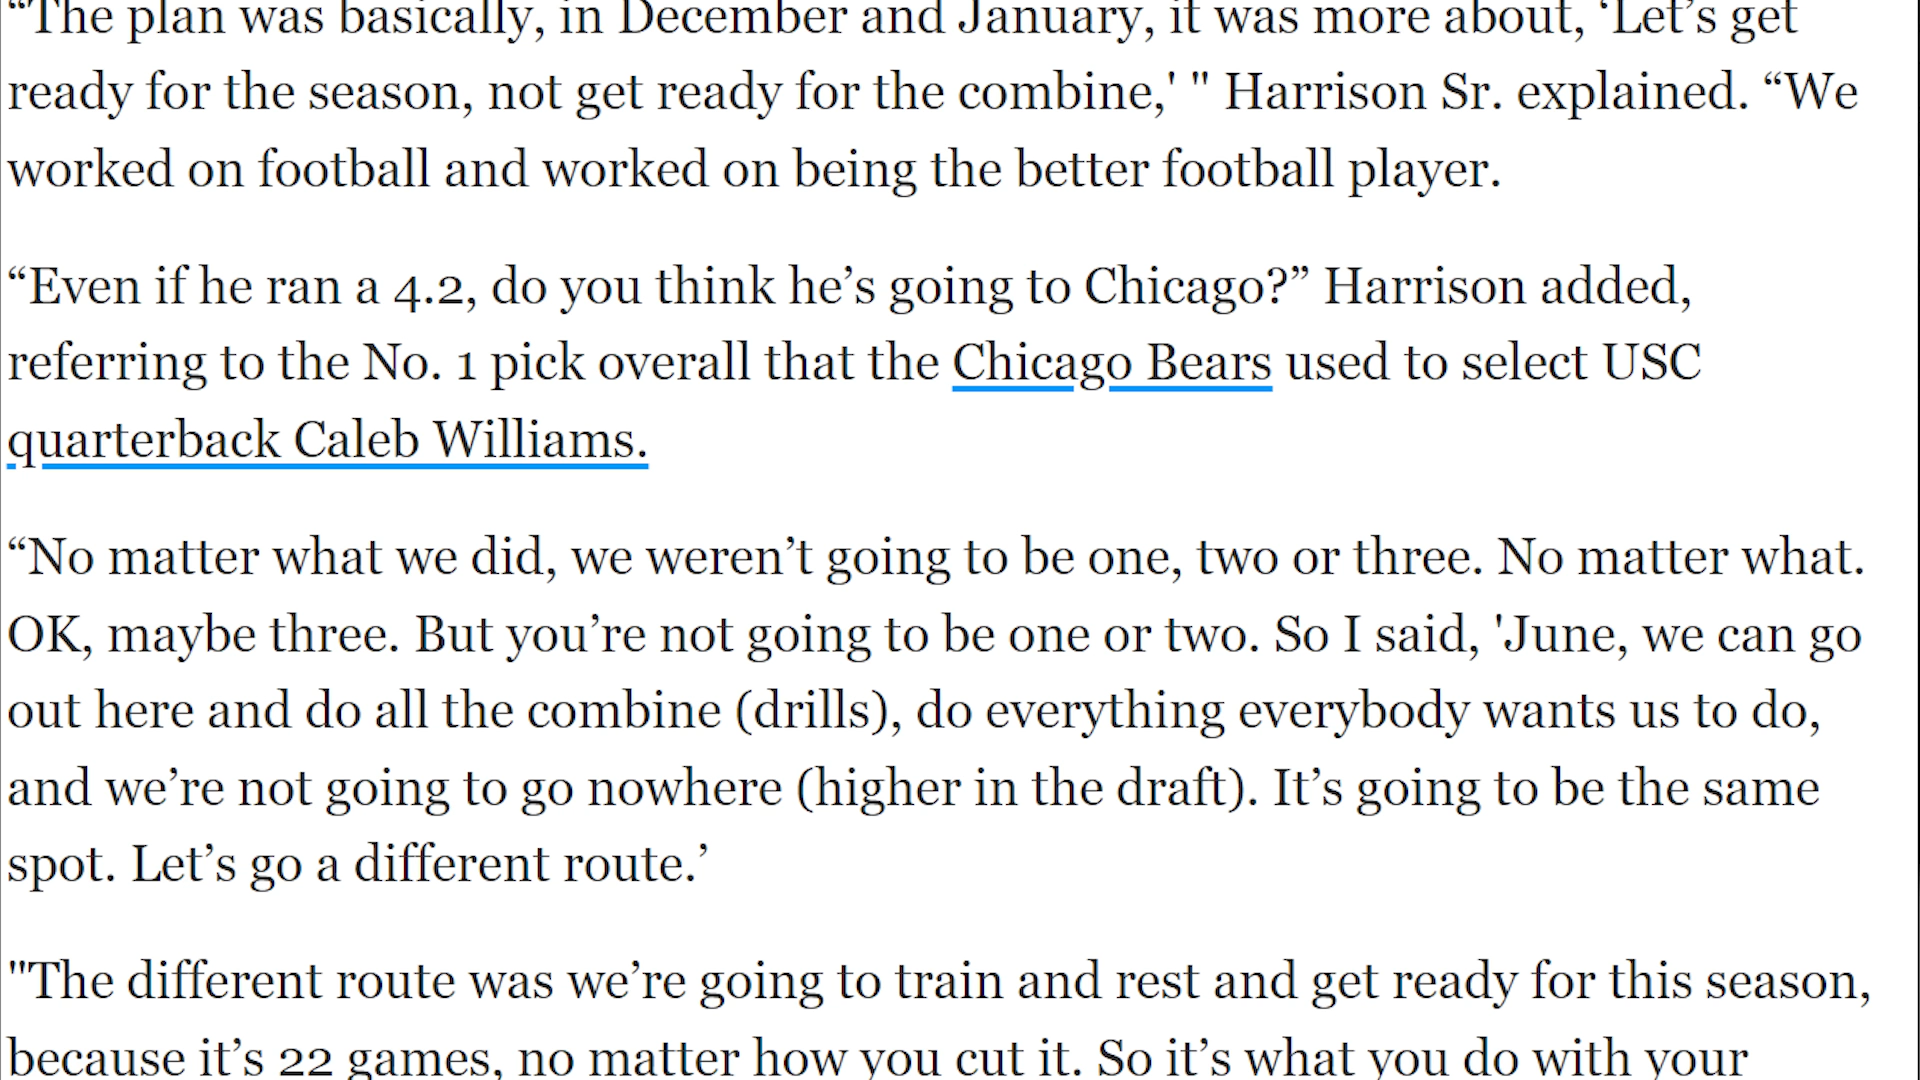 “The plan was basically, in December and January, it was more about, ‘Let’s get
ready for the season, not get ready for the combine,' " Harrison Sr. explained. “We
worked on football and worked on being the better football player.
“Even if he ran a 4.2, do you think he’s going to Chicago?” Harrison added,
referring to the No. 1 pick overall that the Chicago Bears used to select USC
quarterback Caleb Williams.
“No matter what we did, we weren’t going to be one, two or three. No matter what.
OK, maybe three. But you’re not going to be one or two. So I said, 'June, we can go
out here and do all the combine (drills), do everything everybody wants us to do,
and we’re not going to go nowhere (higher in the draft). It’s going to be the same
spot. Let’s go a different route.’
"The different route was we’re going to train and rest and get ready for this season,
because it’s 22 games, no matter how you cut it. So it’s what you do with your